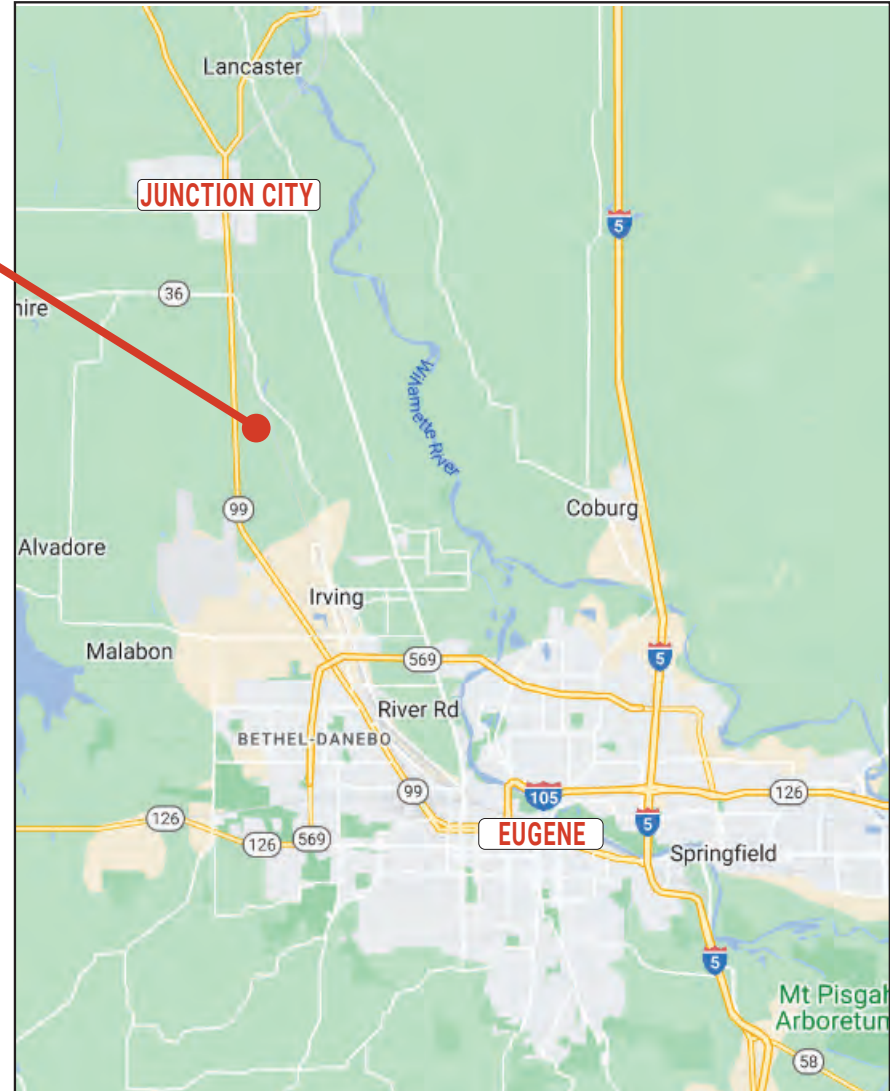 Lancaster
JUNCTION CITY
5
36
hire
Willamette River
99
Coburg
Alvadore
Irving
Malabon
569
5
River Rd
BETHEL-DANEBO
99
105
126
126
126
569
EUGENE
5
Springfield
5
Mt Pisgah
Arboretun
58